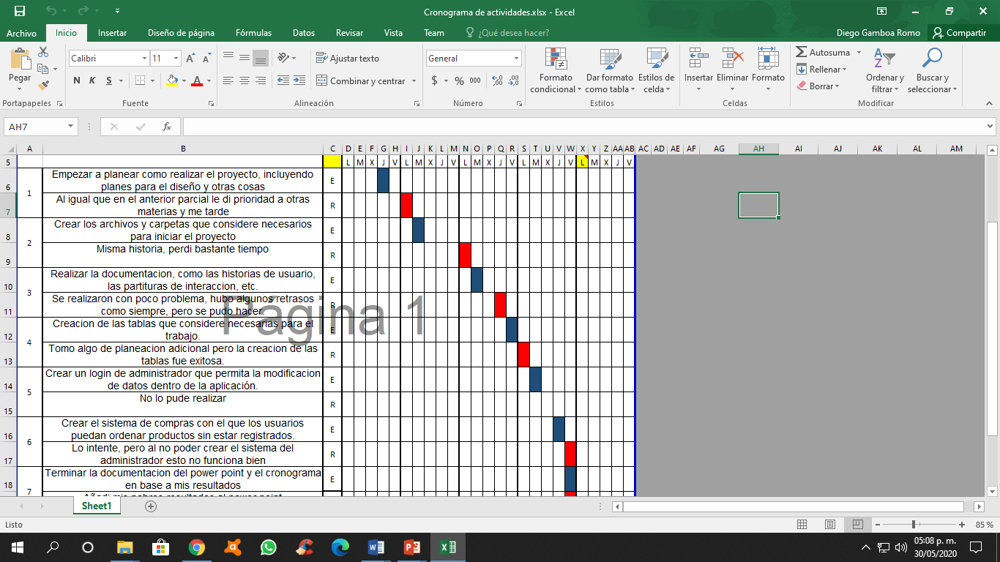 Cronograma de actividades.xlsx - Excel
Archivo Inicio Insertar Diseño de página Fórmulas Datos Revisar Vista Team ¿Qué desea hacer? Diego Gamboa Romo Compartir
Pegar
Calibri 11
N K S
Ajustar texto
Combinar y centrar
General
$ % 000
Formato condicional
Dar formato como tabla
Estilos de celda
Insertar Eliminar Formato
Autosuma
Rellenar
Borrar
Ordenar y filtrar
Buscar y seleccionar
Portapapeles Fuente Alineación Número Estilos Celdas Modificar
AH7 fx
A B C D E F G H I J K L M N O P Q R S T U V W X Y Z AA AB AC AD AE AF AG AH AI AJ AK AL AM
5 L M X J V L M X J V L M X J V L M X J V L M X J V
6 1 Empezar a planear como realizar el proyecto, incluyendo
planes para el diseño y otras cosas E
7 Al igual que en el anterior parcial le di prioridad a otras
materias y me tarde R
8 2 Crear los archivos y carpetas que considere necesarios
para iniciar el proyecto E
9 Misma historia, perdi bastante tiempo R
10 3 Realizar la documentacion, como las historias de usuario,
las partituras de interaccion, etc. E
11 Se realizaron con poco problema, hubo algunos retrasos
como siempre, pero se pudo hacer. R
Página 1
12 4 Creacion de las tablas que considere necesarias para el
trabajo. E
13 Tomo algo de planeacion adicional pero la creacion de las
tablas fue exitosa. R
14 5 Crear un login de administrador que permita la modificacion
de datos dentro de la aplicación. E
15 No lo pude realizar R
16 6 Crear el sistema de compras con el que los usuarios
puedan ordenar productos sin estar registrados. E
17 Lo intente, pero al no poder crear el sistema del
administrador esto no funciona bien R
18 7 Terminar la documentacion del power point y el cronograma
en base a mis resultados E
Añadi mis pobres resultados al power point
Sheet1
Listo 85 %
05:08 p. m.
30/05/2020